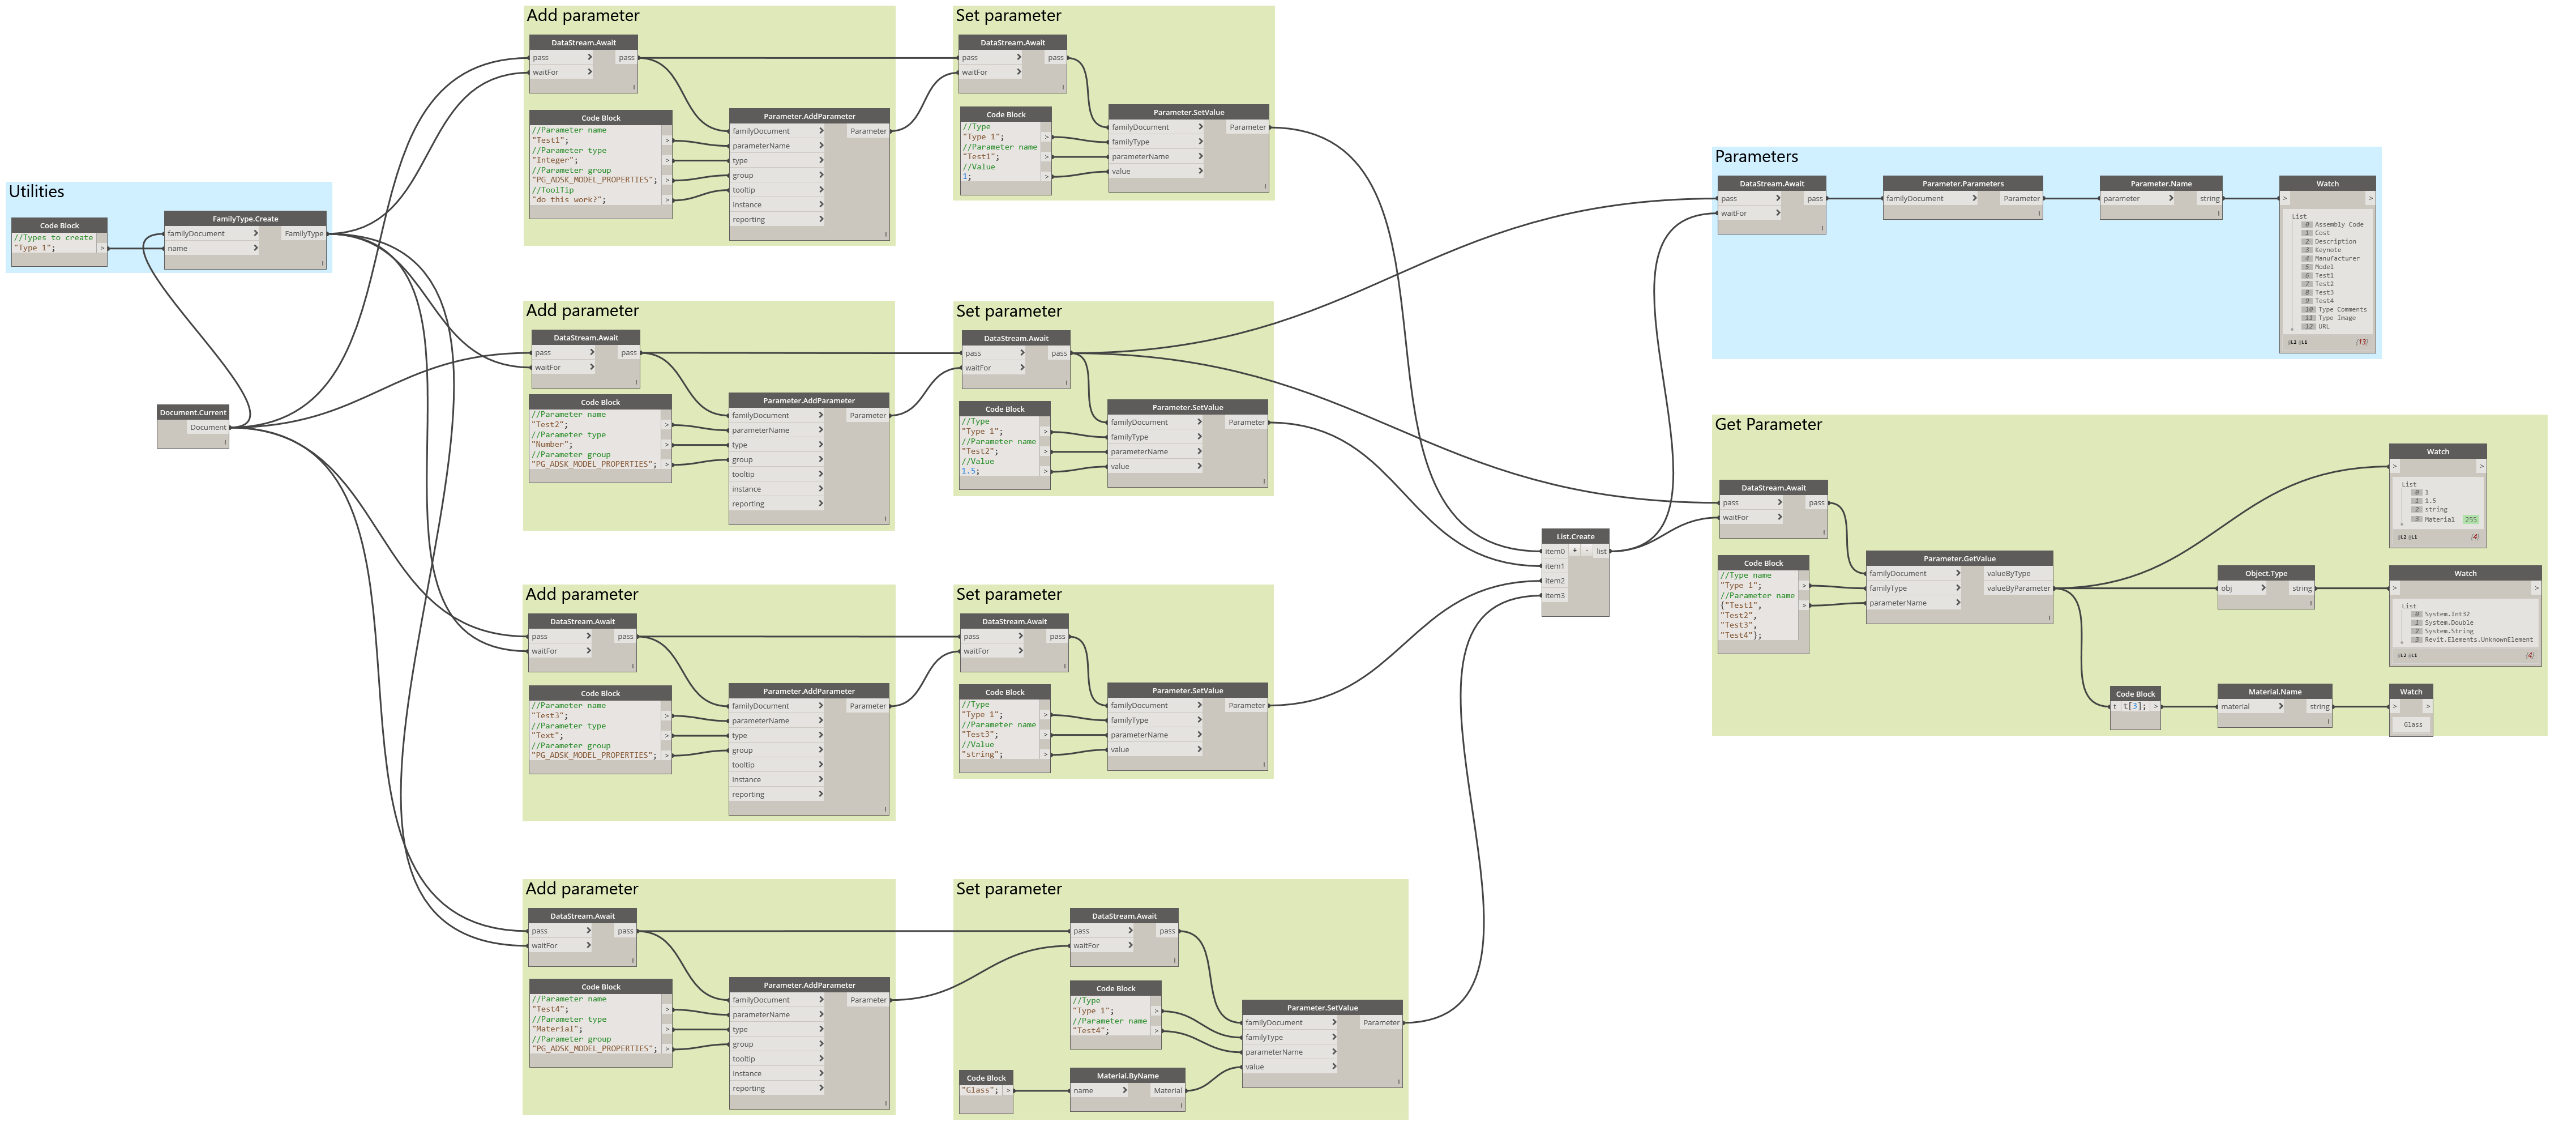 Utilities
Code Block
//Types to create
"Type 1";
>
FamilyType.Create
familyDocument > FamilyType
name >
Document.Current
Document
Add parameter
DataStream.Await
pass > pass
waitFor >
Code Block
//Parameter name
"Test1"; >
//Parameter type
"Integer"; >
//Parameter group
"PG_ADSK_MODEL_PROPERTIES"; >
//ToolTip
"do this work?"; >
Parameter.AddParameter
familyDocument > Parameter
parameterName >
type >
group >
tooltip >
instance >
reporting >
Set parameter
DataStream.Await
pass > pass
waitFor >
Code Block
//Type
"Type 1"; >
//Parameter name
"Test1"; >
//Value
1; >
Parameter.SetValue
familyDocument > Parameter
familyType >
parameterName >
value >
Add parameter
DataStream.Await
pass > pass
waitFor >
Code Block
//Parameter name
"Test2"; >
//Parameter type
"Number"; >
//Parameter group
"PG_ADSK_MODEL_PROPERTIES"; >
Parameter.AddParameter
familyDocument > Parameter
parameterName >
type >
group >
tooltip >
instance >
reporting >
Set parameter
DataStream.Await
pass > pass
waitFor >
Code Block
//Type
"Type 1"; >
//Parameter name
"Test2"; >
//Value
1.5; >
Parameter.SetValue
familyDocument > Parameter
familyType >
parameterName >
value >
Add parameter
DataStream.Await
pass > pass
waitFor >
Code Block
//Parameter name
"Test3"; >
//Parameter type
"Text"; >
//Parameter group
"PG_ADSK_MODEL_PROPERTIES"; >
Parameter.AddParameter
familyDocument > Parameter
parameterName >
type >
group >
tooltip >
instance >
reporting >
Set parameter
DataStream.Await
pass > pass
waitFor >
Code Block
//Type
"Type 1"; >
//Parameter name
"Test3"; >
//Value
"string"; >
Parameter.SetValue
familyDocument > Parameter
familyType >
parameterName >
value >
Add parameter
DataStream.Await
pass > pass
waitFor >
Code Block
//Parameter name
"Test4"; >
//Parameter type
"Material"; >
//Parameter group
"PG_ADSK_MODEL_PROPERTIES"; >
Parameter.AddParameter
familyDocument > Parameter
parameterName >
type >
group >
tooltip >
instance >
reporting >
Set parameter
DataStream.Await
pass > pass
waitFor >
Code Block
//Type
"Type 1"; >
//Parameter name
"Test4"; >
Code Block
"Glass"; >
Material.ByName
name > Material
Parameter.SetValue
familyDocument > Parameter
familyType >
parameterName >
value >
List.Create
item0 + - list
item1
item2
item3
Parameters
DataStream.Await
pass > pass
waitFor >
Parameter.Parameters
familyDocument > Parameter
Parameter.Name
parameter > string
Watch
> >
List
0 Assembly Code
1 Cost
2 Description
3 Keynote
4 Manufacturer
5 Model
6 Test1
7 Test2
8 Test3
9 Test4
10 Type Comments
11 Type Image
12 URL
@L2 @L1 {13}
Get Parameter
DataStream.Await
pass > pass
waitFor >
Code Block
//Type name
"Type 1"; >
//Parameter name
{"Test1", >
"Test2",
"Test3",
"Test4"};
Parameter.GetValue
familyDocument > valueByType
familyType > valueByParameter
parameterName >
Watch
> >
List
0 1
1 1.5
2 string
3 Material 255
@L2 @L1 {4}
Object.Type
obj > string
Watch
> >
List
0 System.Int32
1 System.Double
2 System.String
3 Revit.Elements.UnknownElement
@L2 @L1 {4}
Code Block
t t[3]; >
Material.Name
material > string
Watch
> >
Glass